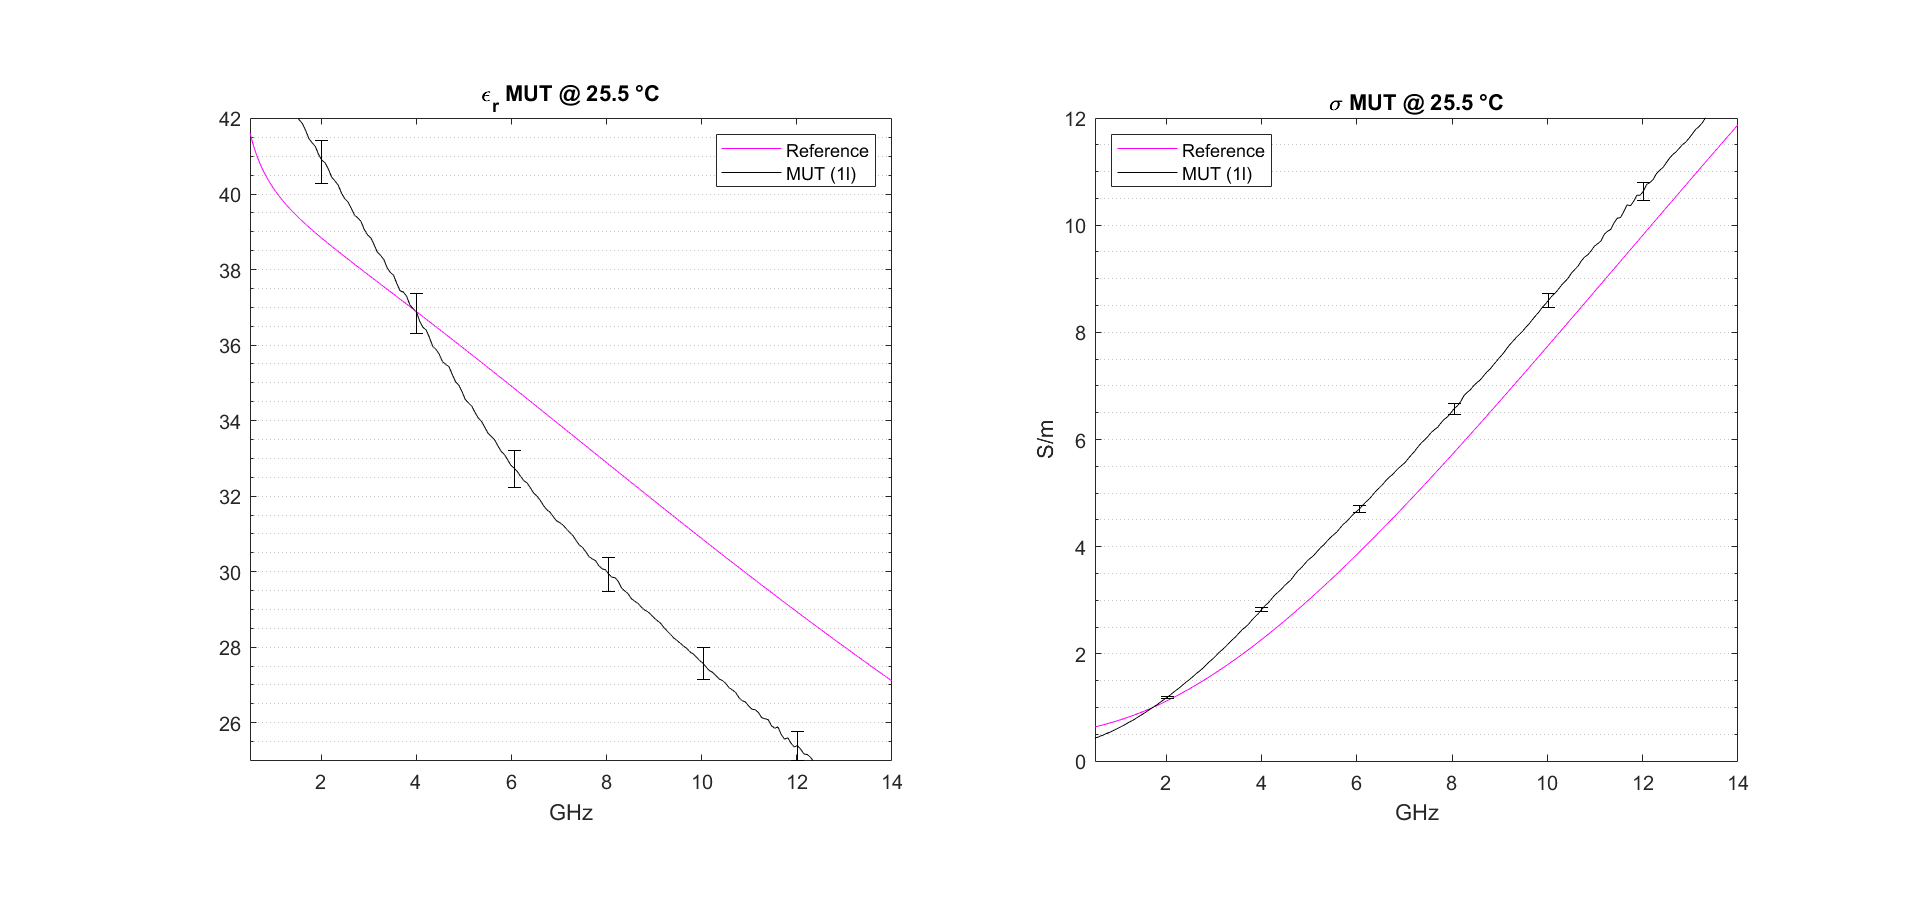 ϵr MUT @ 25.5 °C
42
40
38
36
34
32
30
28
26
2 4 6 8 10 12 14
GHz
Reference
MUT (1l)
σ MUT @ 25.5 °C
12
10
8
6
4
2
0
S/m
2 4 6 8 10 12 14
GHz
Reference
MUT (1l)